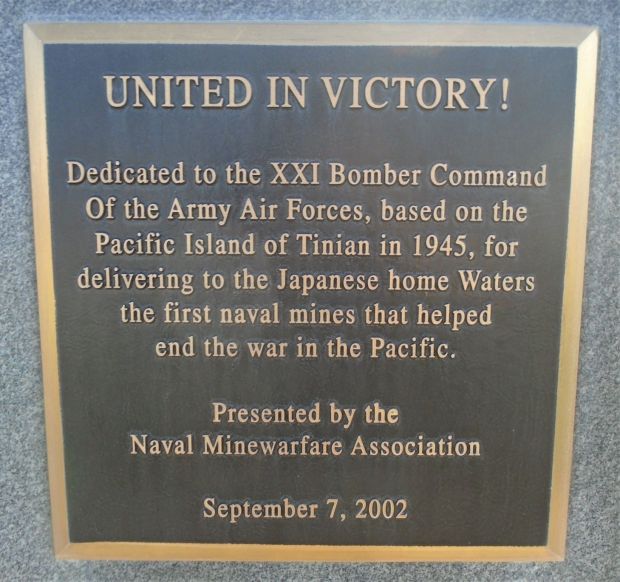 UNITED IN VICTORY!
Dedicated to the XXI Bomber Command
Of the Army Air Forces, based on the
Pacific Island of Tinian in 1945, for
delivering to the Japanese home Waters
the first naval mines that helped
end the war in the Pacific.
Presented by the
Naval Minewarfare Association
September 7, 2002